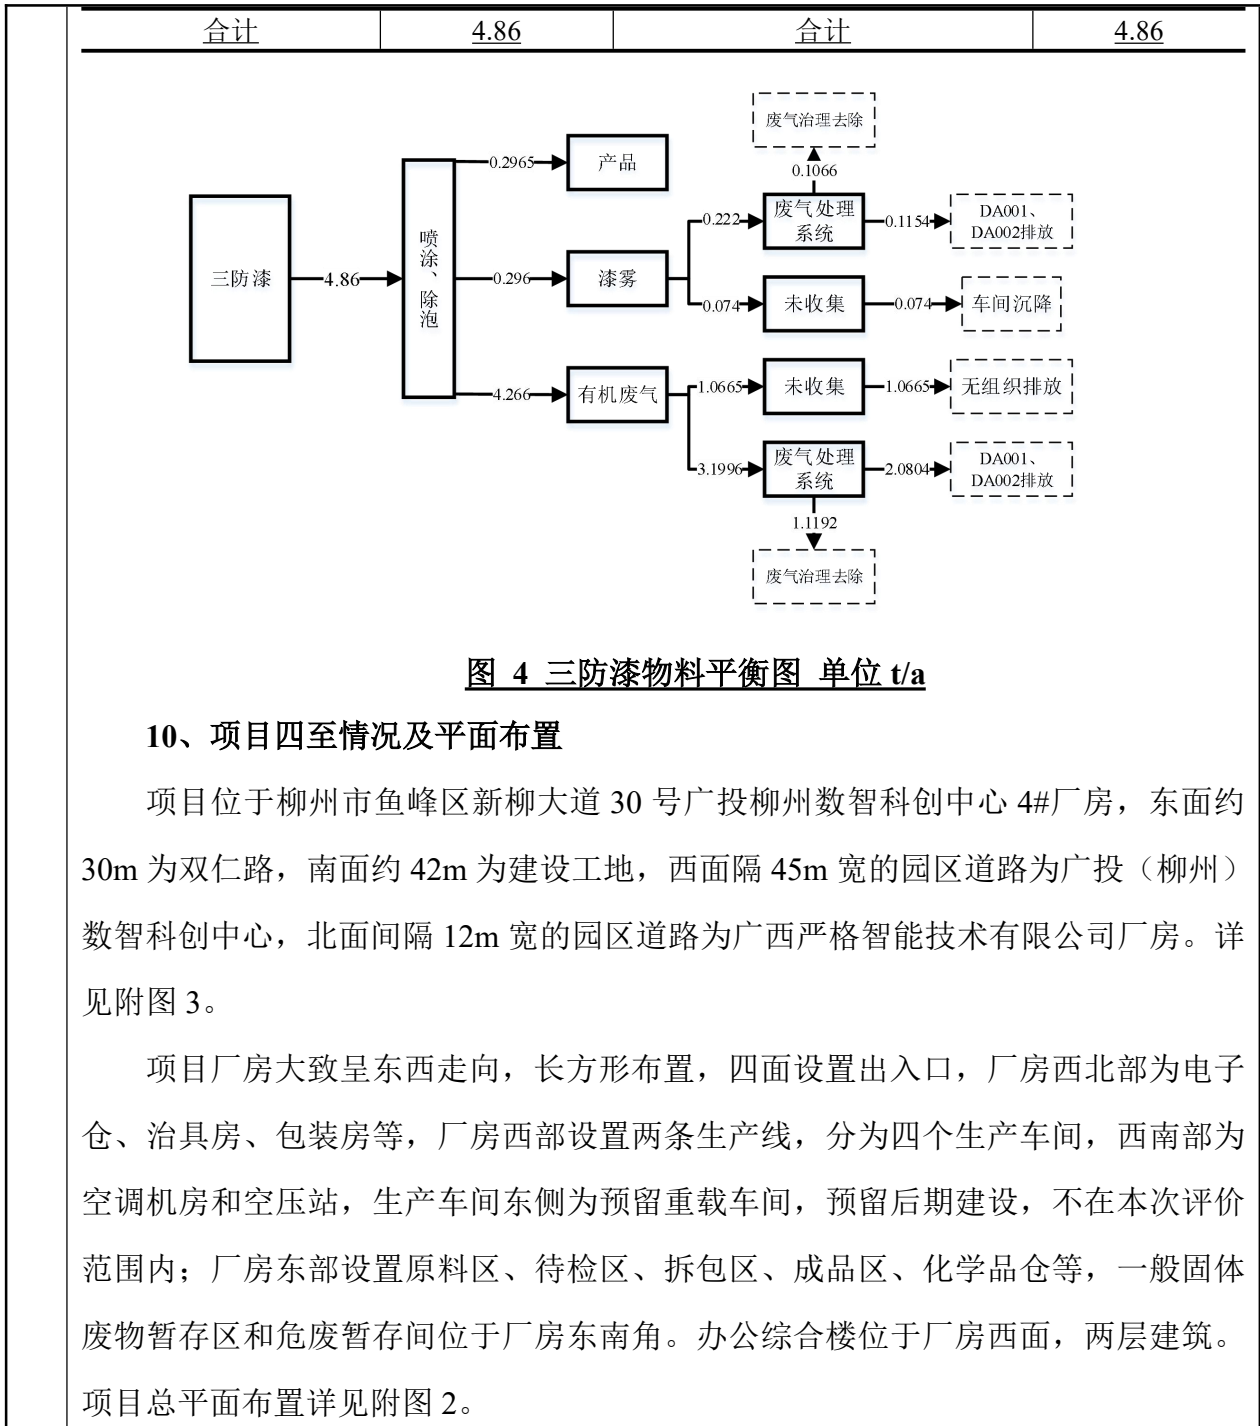 合计 4.86 合计 4.86
废气治理去除
0.1066
0.2965 产品
废气处理
系统
0.222
0.1154
DA001、
DA002排放
三防漆
4.86
喷涂、除泡
0.296
漆雾
0.074
未收集
0.074
车间沉降
4.266
有机废气
1.0665
未收集
1.0665
无组织排放
3.1996
废气处理
系统
2.0804
DA001、
DA002排放
1.1192
废气治理去除
图 4 三防漆物料平衡图 单位 t/a
10、项目四至情况及平面布置
项目位于柳州市鱼峰区新柳大道 30 号广投柳州数智科创中心 4#厂房，东面约
30m 为双仁路，南面约 42m 为建设工地，西面隔 45m 宽的园区道路为广投（柳州）
数智科创中心，北面间隔 12m 宽的园区道路为广西严格智能技术有限公司厂房。详
见附图 3。
项目厂房大致呈东西走向，长方形布置，四面设置出入口，厂房西北部为电子
仓、治具房、包装房等，厂房西部设置两条生产线，分为四个生产车间，西南部为
空调机房和空压站，生产车间东侧为预留重载车间，预留后期建设，不在本次评价
范围内；厂房东部设置原料区、待检区、拆包区、成品区、化学品仓等，一般固体
废物暂存区和危废暂存间位于厂房东南角。办公综合楼位于厂房西面，两层建筑。
项目总平面布置详见附图 2。